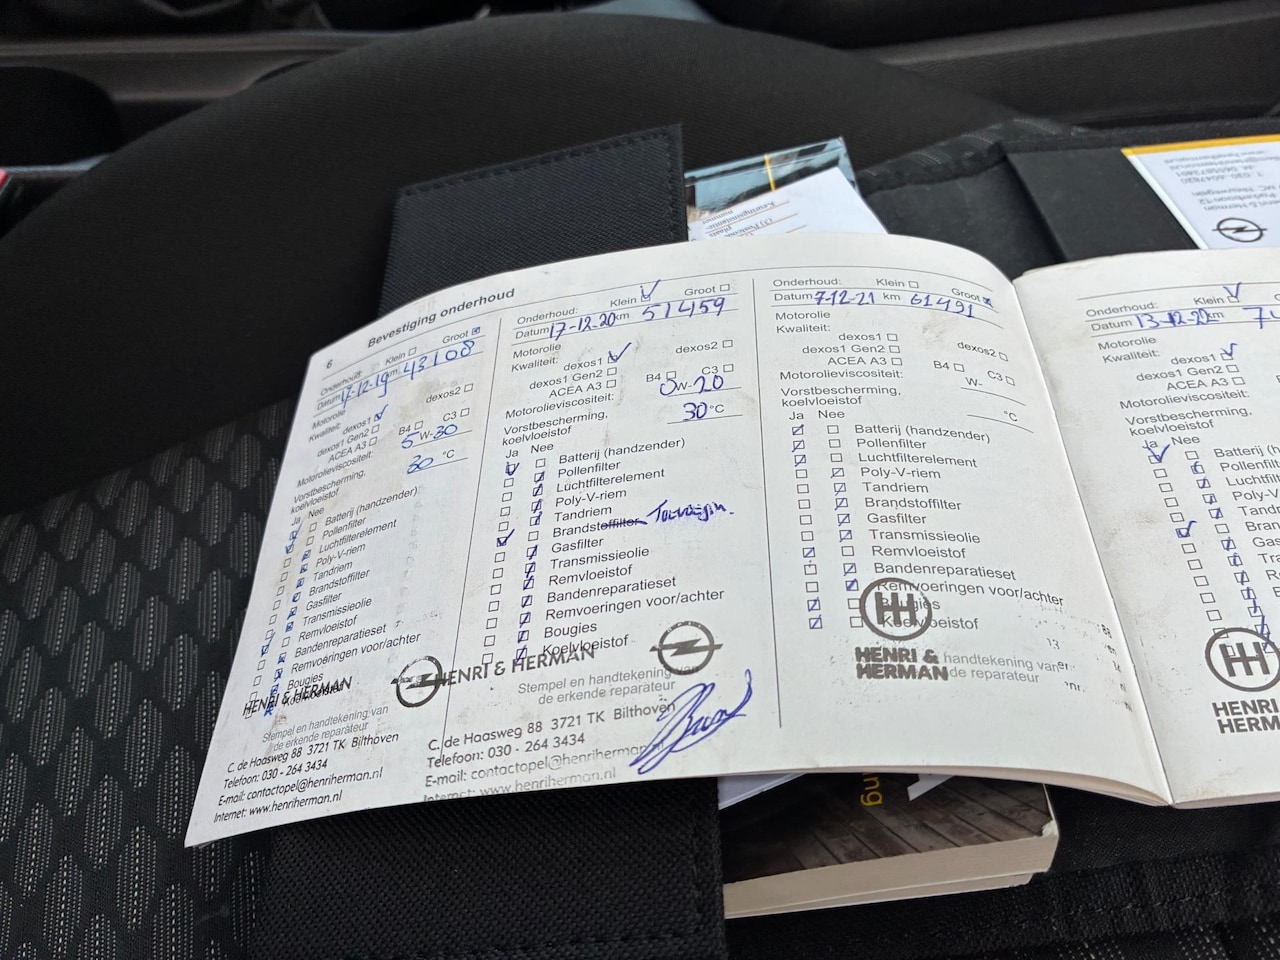 6 Bevestiging onderhoud
Onderhoud: Klein Groot
Datum 17-12-19 km 43108
Motorolie
Kwaliteit: dexos1 dexos2
dexos1 Gen2
ACEA A3 B4 C3
Motorolieviscositeit: 5W-30
Vorstbescherming, koelvloeistof 30 °C
Ja Nee
Batterij (handzender)
Pollenfilter
Luchtfilterelement
Poly-V-riem
Tandriem
Brandstoffilter
Gasfilter
Transmissieolie
Remvloeistof
Bandenreparatieset
Remvoeringen voor/achter
Bougies
Koelvloeistof
HENRI & HERMAN
Stempel en handtekening van
de erkende reparateur
C. de Haasweg 88 3721 TK Bilthoven
Telefoon: 030 - 264 3434
E-mail: contactopel@henriherman.nl
Internet: www.henriherman.nl
Onderhoud: Klein Groot
Datum 17-12-20 km 51459
Motorolie
Kwaliteit: dexos1 dexos2
dexos1 Gen2
ACEA A3 B4 C3
Motorolieviscositeit: 0W-20
Vorstbescherming,
koelvloeistof 30 °C
Ja Nee
Batterij (handzender)
Pollenfilter
Luchtfilterelement
Poly-V-riem
Tandriem
Brandstoffilter
Gasfilter
Transmissieolie
Remvloeistof
Bandenreparatieset
Remvoeringen voor/achter
Bougies
Koelvloeistof
HENRI & HERMAN
Stempel en handtekening
de erkende reparateur
C. de Haasweg 88 3721 TK Bilthoven
Telefoon: 030 - 264 3434
E-mail: contactopel@henriherman
Internet: www.henriherman.nl
Onderhoud: Klein Groot
Datum 7-12-21 km 61491
Motorolie
Kwaliteit:
dexos1 dexos2
dexos1 Gen2
ACEA A3 B4 C3
Motorolieviscositeit: W-
Vorstbescherming,
koelvloeistof °C
Ja Nee
Batterij (handzender)
Pollenfilter
Luchtfilterelement
Poly-V-riem
Tandriem
Brandstoffilter
Gasfilter
Transmissieolie
Remvloeistof
Bandenreparatieset
Remvoeringen voor/achter
Bougies
Koelvloeistof
HH
HENRI & handtekening van
HERMAN de reparateur
Onderhoud: Klein
Datum km
Motorolie
Kwaliteit:
dexos1
dexos1 Gen2
ACEA A3
Motorolieviscositeit:
Vorstbescherming,
koelvloeistof
Ja Nee
HH
HENRI
HERM